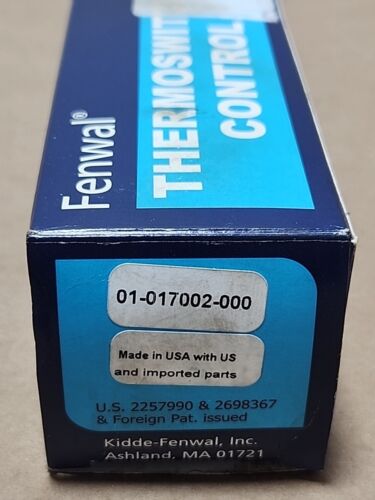 Fenwal®
THERMOSWIT
CONTROL
01-017002-000
Made in USA with US
and imported parts
U.S. 2257990 & 2698367
& Foreign Pat. issued
Kidde-Fenwal, Inc.
Ashland, MA 01721